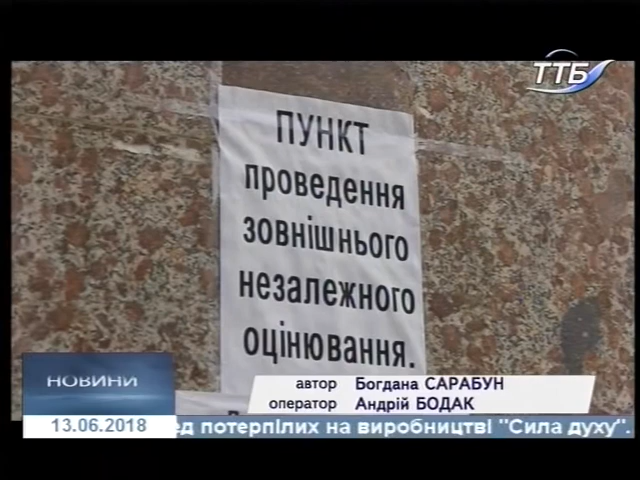 ТТБ
ПУНКТ
проведення
зовнішнього
незалежного
оцінювання.
НОВИНИ
автор Богдана САРАБУН
оператор Андрій БОДАК
13.06.2018
потерпілих на виробництві "Сила духу".